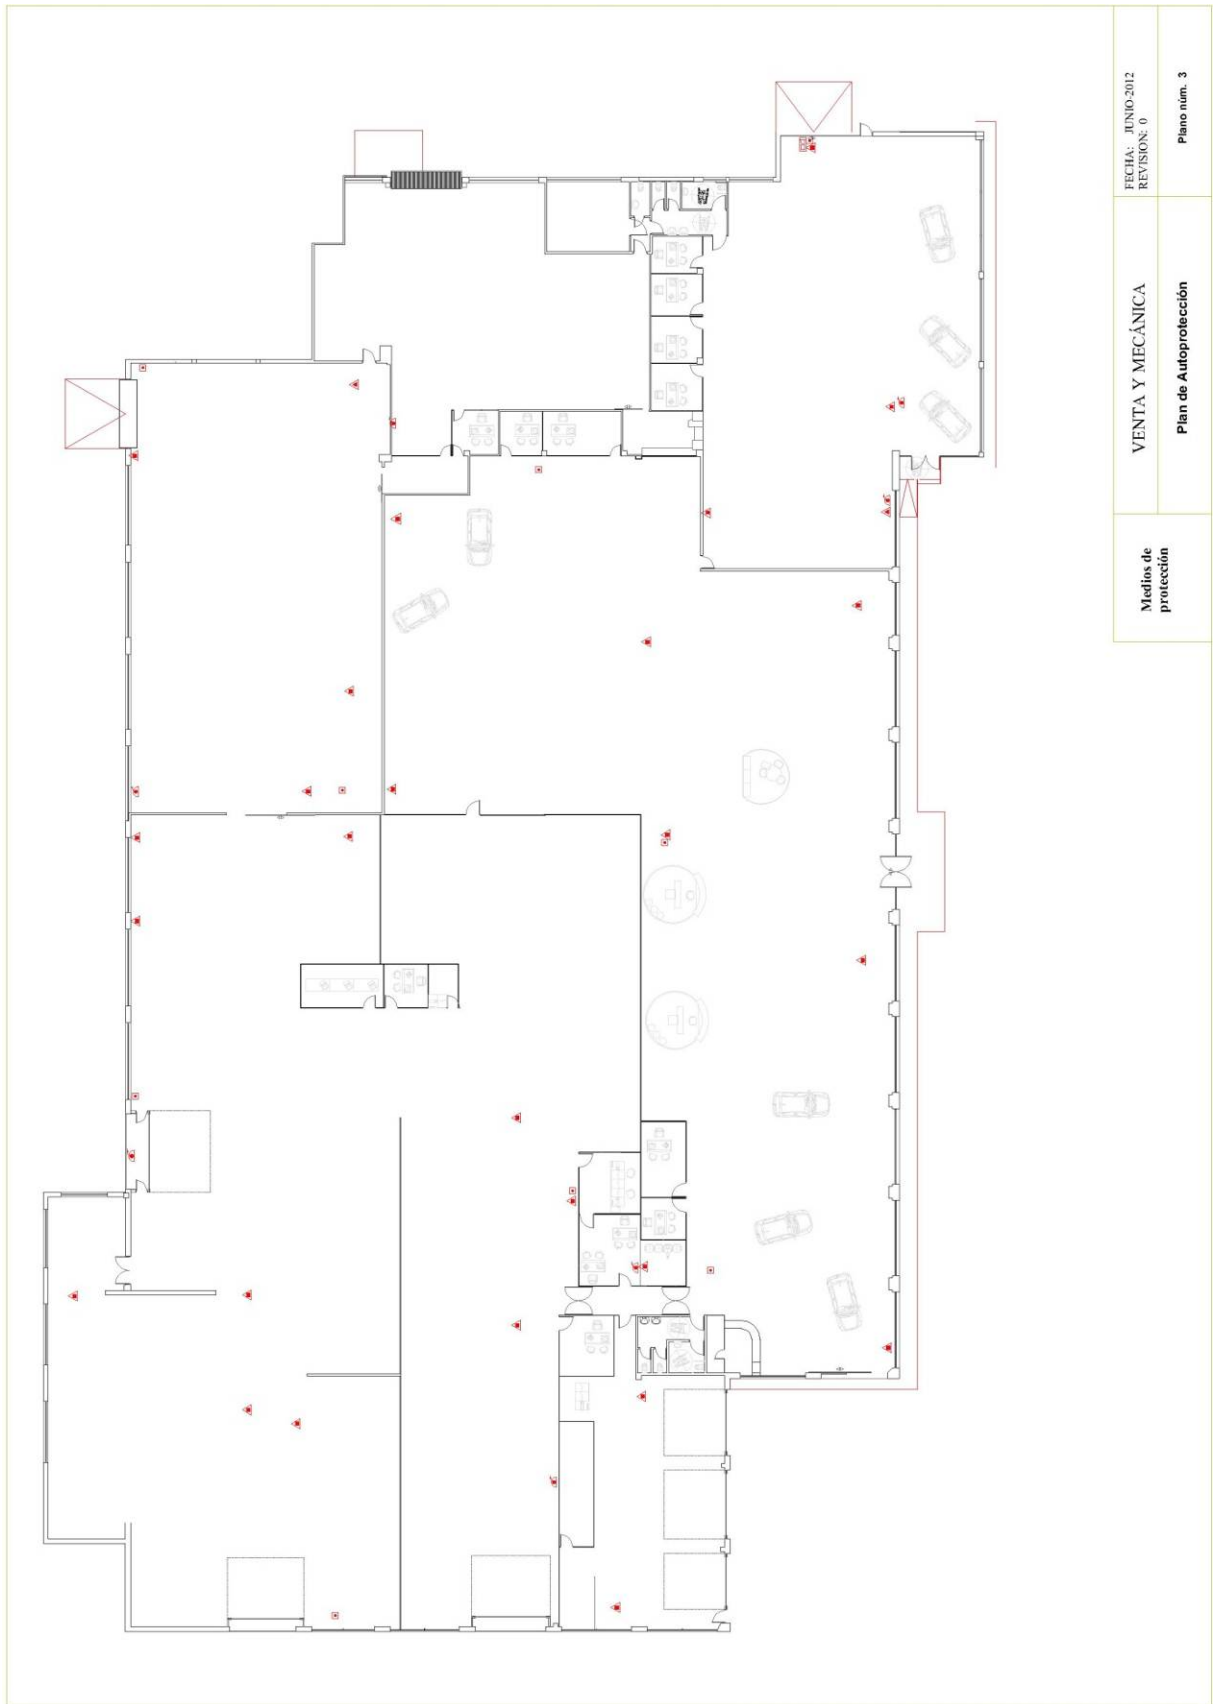 Medios de
protección
VENTA Y MECÁNICA
Plan de Autoprotección
FECHA: JUNIO-2012
REVISION: 0
Plano núm. 3